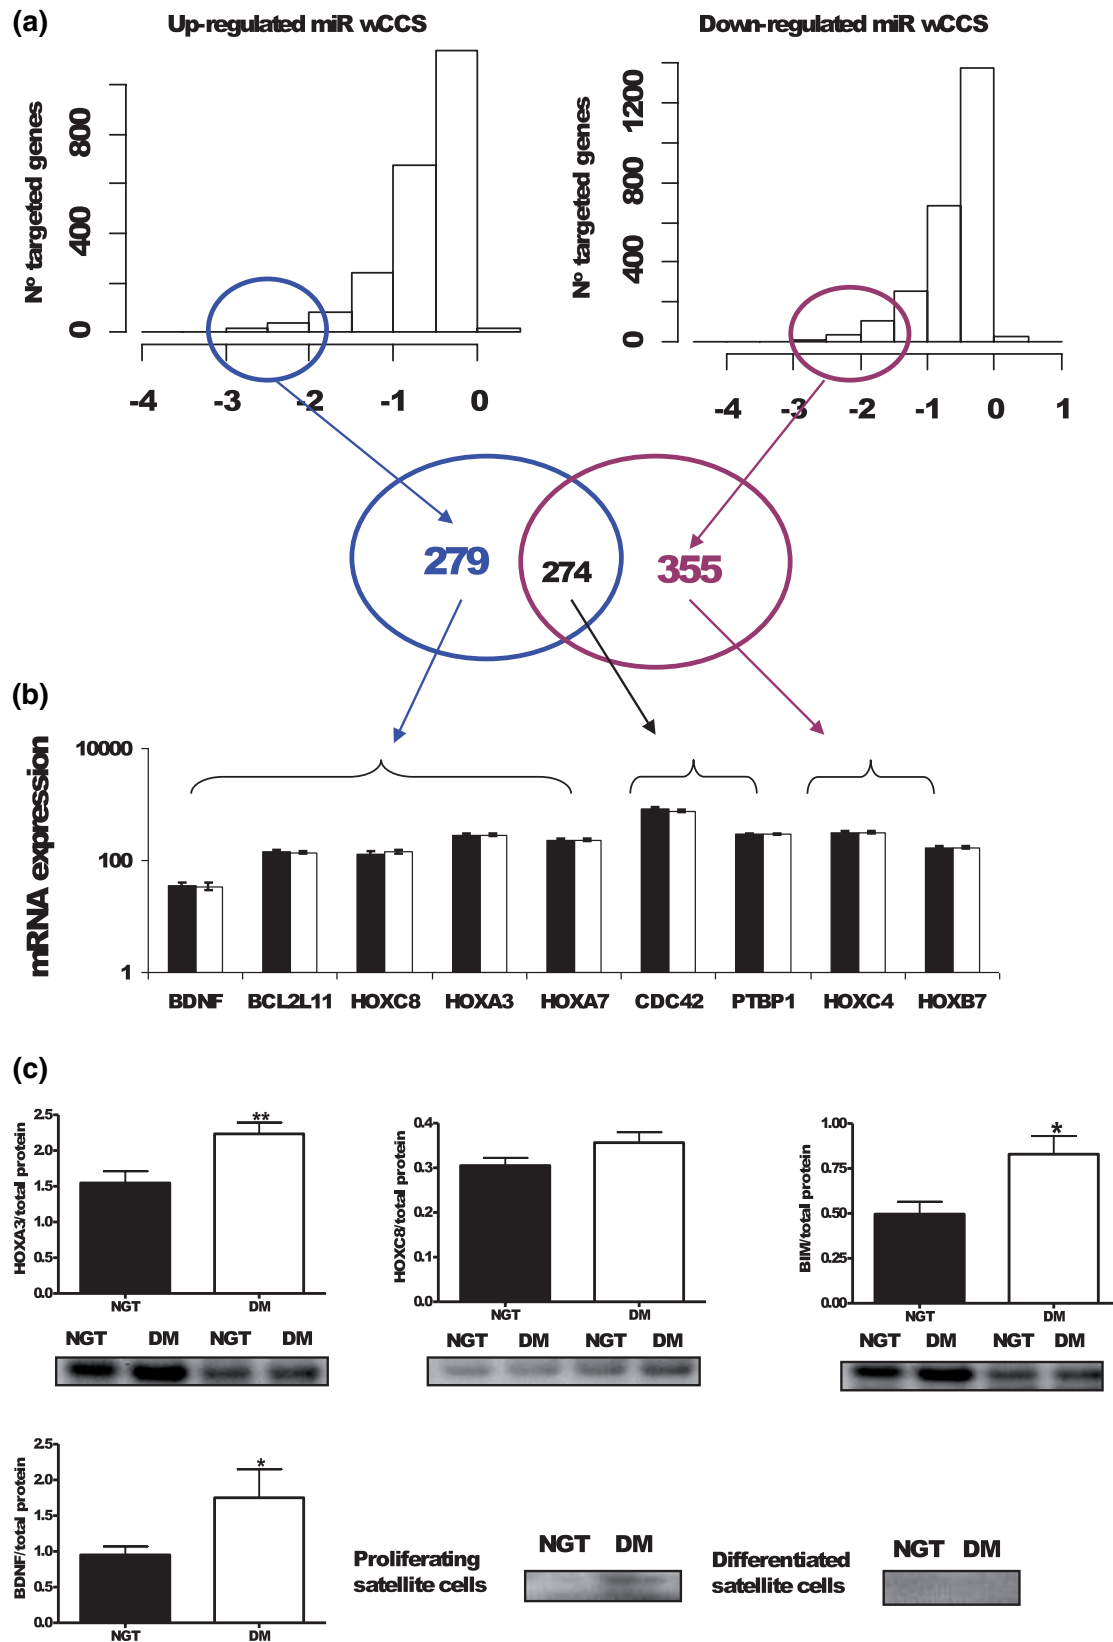 (a)
Up-regulated miR wCCS
Down-regulated miR wCCS
Nº targeted genes
800
400
0
-4 -3 -2 -1 0
Nº targeted genes
1200
800
400
0
-4 -3 -2 -1 0 1
279
274
355
(b)
mRNA expression
10000
100
1
BDNF BCL2L11 HOXC8 HOXA3 HOXA7 CDC42 PTBP1 HOXC4 HOXB7
(c)
HOXA3/total protein
2.5
2.0
1.5
1.0
0.5
0.0
**
NGT DM
NGT DM NGT DM
HOXC8/total protein
0.4
0.3
0.2
0.1
0.0
NGT DM
NGT DM NGT DM
BIM/total protein
1.00
0.75
0.50
0.25
0.00
*
NGT DM
NGT DM NGT DM
BDNF/total protein
2.5
2.0
1.5
1.0
0.5
0.0
*
NGT DM
Proliferating
satellite cells
NGT DM
Differentiated
satellite cells
NGT DM